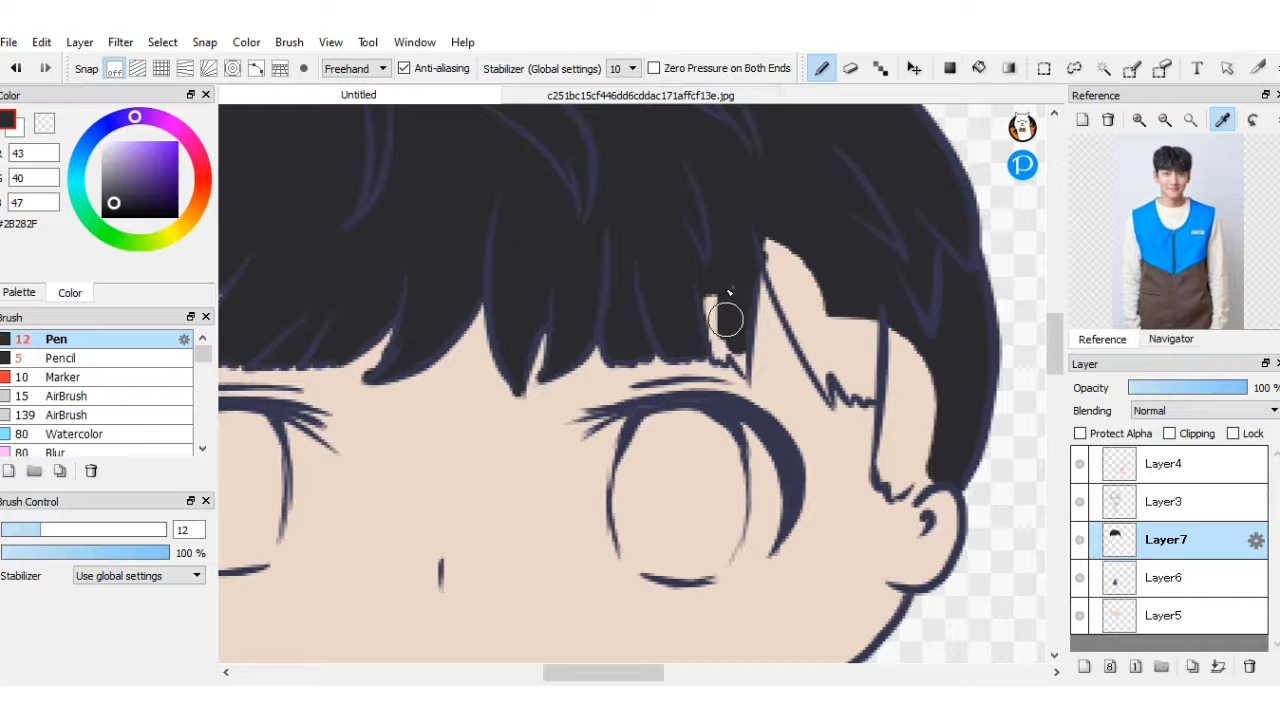 File Edit Layer Filter Select Snap Color Brush View Tool Window Help
Snap off Freehand Anti-aliasing Stabilizer (Global settings) 10 Zero Pressure on Both Ends T
Color
Untitled
c251bc15cf446dd6cddac171affcf13e.jpg
Reference
43
40
47
#2B282F
P
Palette Color
Brush
12 Pen
5 Pencil
10 Marker
15 AirBrush
139 AirBrush
80 Watercolor
80 Blur
Brush Control
12
100 %
Stabilizer Use global settings
Reference Navigator
Layer
Opacity 100 %
Blending Normal
Protect Alpha Clipping Lock
Layer4
Layer3
Layer7
Layer6
Layer5
8 1